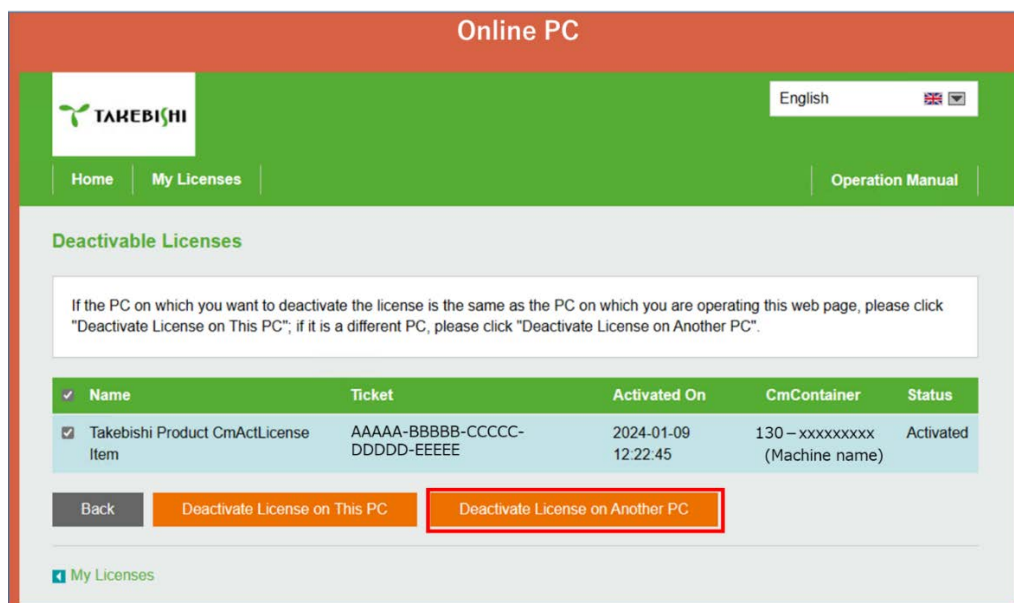 Online PC
TAKEBISHI
English
Home
My Licenses
Operation Manual
Deactivable Licenses
If the PC on which you want to deactivate the license is the same as the PC on which you are operating this web page, please click
"Deactivate License on This PC"; if it is a different PC, please click "Deactivate License on Another PC".
Name Ticket Activated On CmContainer Status
Takebishi Product CmActLicense AAAAA-BBBBB-CCCCC- 2024-01-09 130－xxxxxxxxx Activated
Item DDDDD-EEEEE 12:22:45 (Machine name)
Back Deactivate License on This PC Deactivate License on Another PC
My Licenses